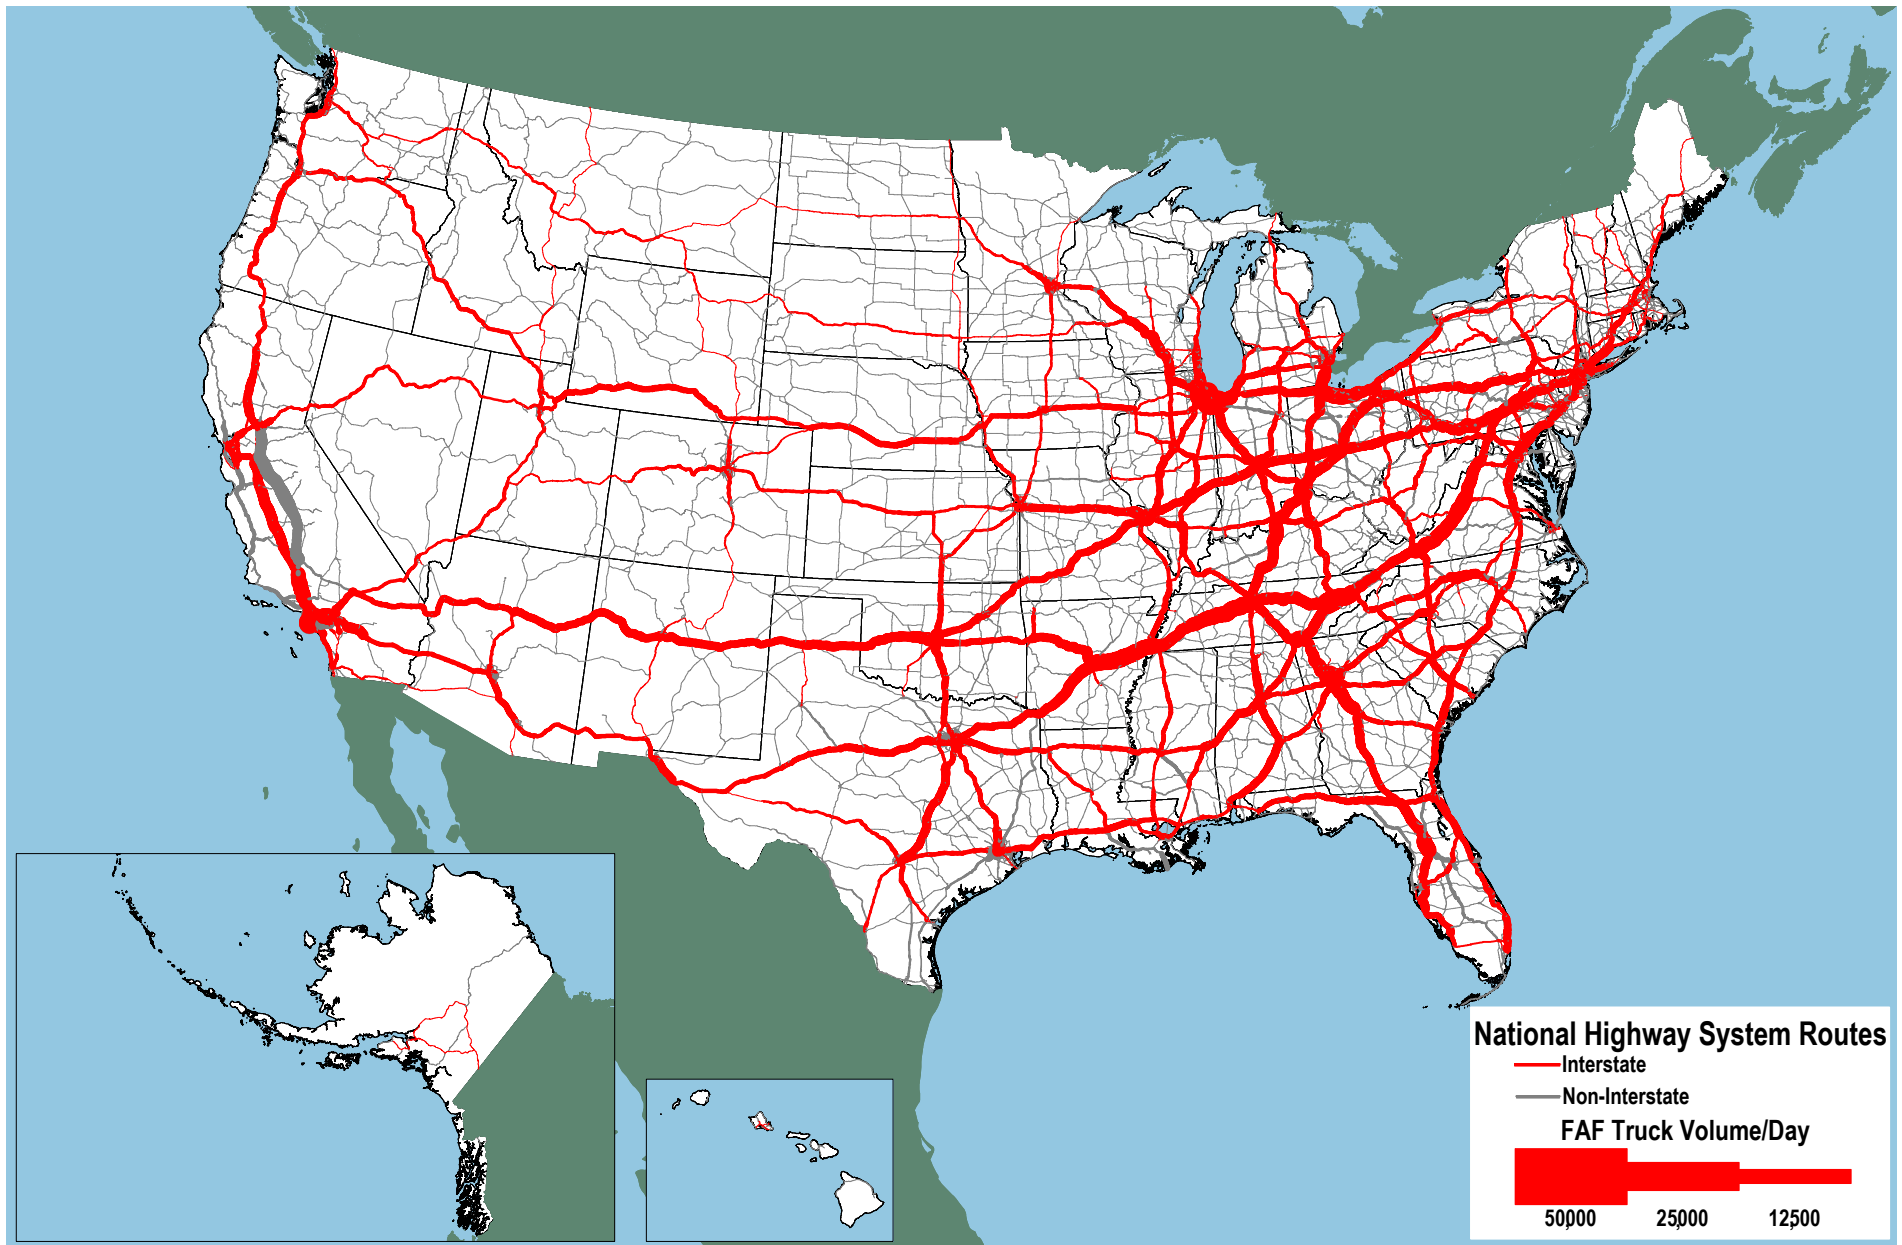 National Highway System Routes
Interstate
Non-Interstate
FAF Truck Volume/Day
50,000 25,000 12,500